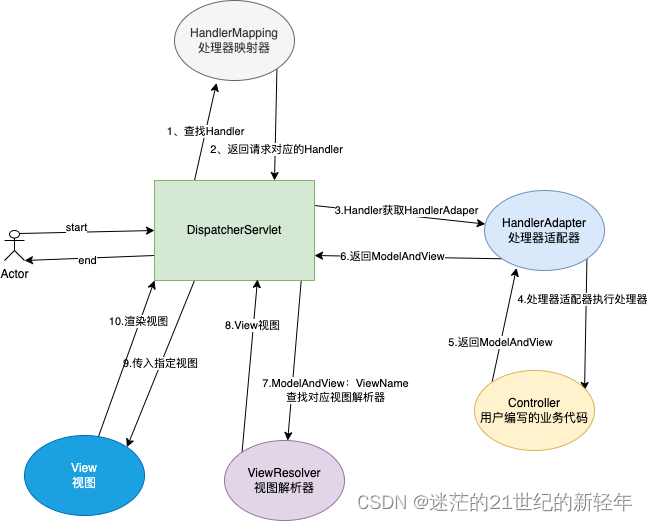 HandlerMapping
处理器映射器
1、查找Handler
2、返回请求对应的Handler
DispatcherServlet
3.Handler获取HandlerAdaper
HandlerAdapter
处理器适配器
start
end
Actor
6.返回ModelAndView
4.处理器适配器执行处理器
5.返回ModelAndView
10.渲染视图
8.View视图
9.传入指定视图
7.ModelAndView：ViewName
查找对应视图解析器
Controller
用户编写的业务代码
View
视图
ViewResolver
视图解析器
CSDN @迷茫的21世纪的新轻年